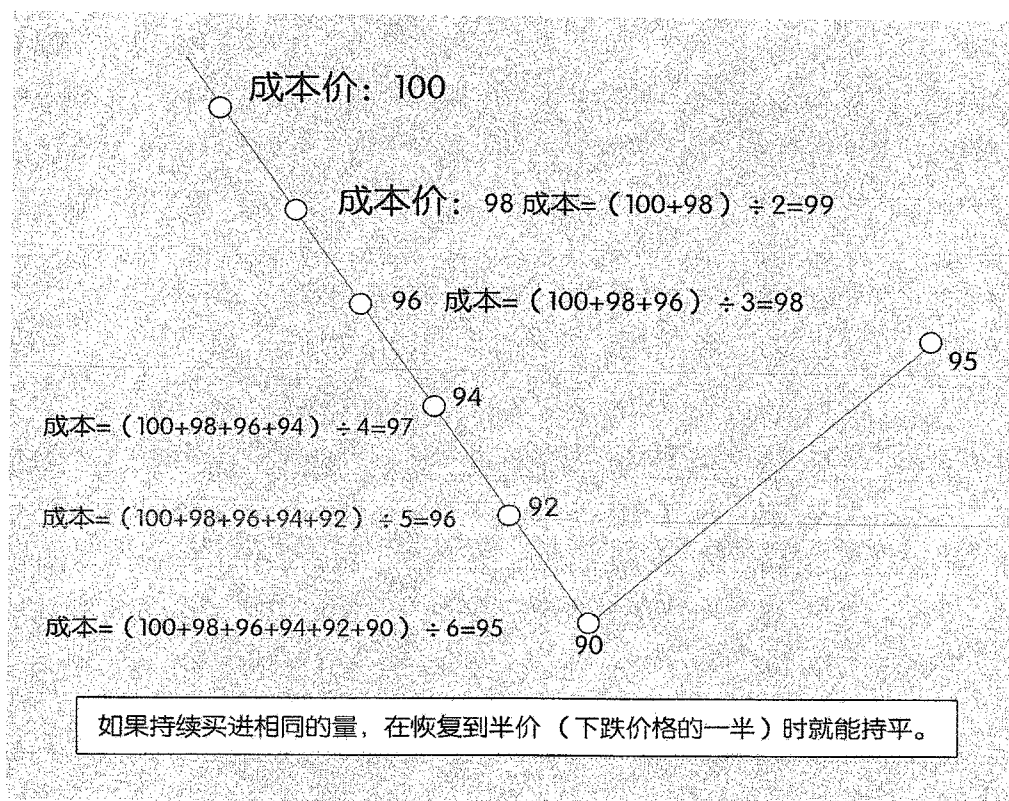 成本价：100
成本价：98 成本=（100+98）÷2=99
96 成本=（100+98+96）÷3=98
95
94
成本=（100+98+96+94）÷4=97
92
成本=（100+98+96+94+92）÷5=96
成本=（100+98+96+94+92+90）÷6=95
90
如果持续买进相同的量，在恢复到半价（下跌价格的一半）时就能持平。